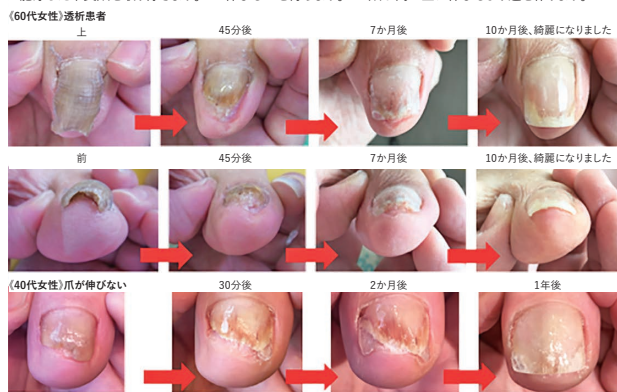 《60代女性》透析患者
上
45分後
7か月後
10か月後、綺麗になりました
前
45分後
7か月後
10か月後、綺麗になりました
《40代女性》爪が伸びない
30分後
2か月後
1年後